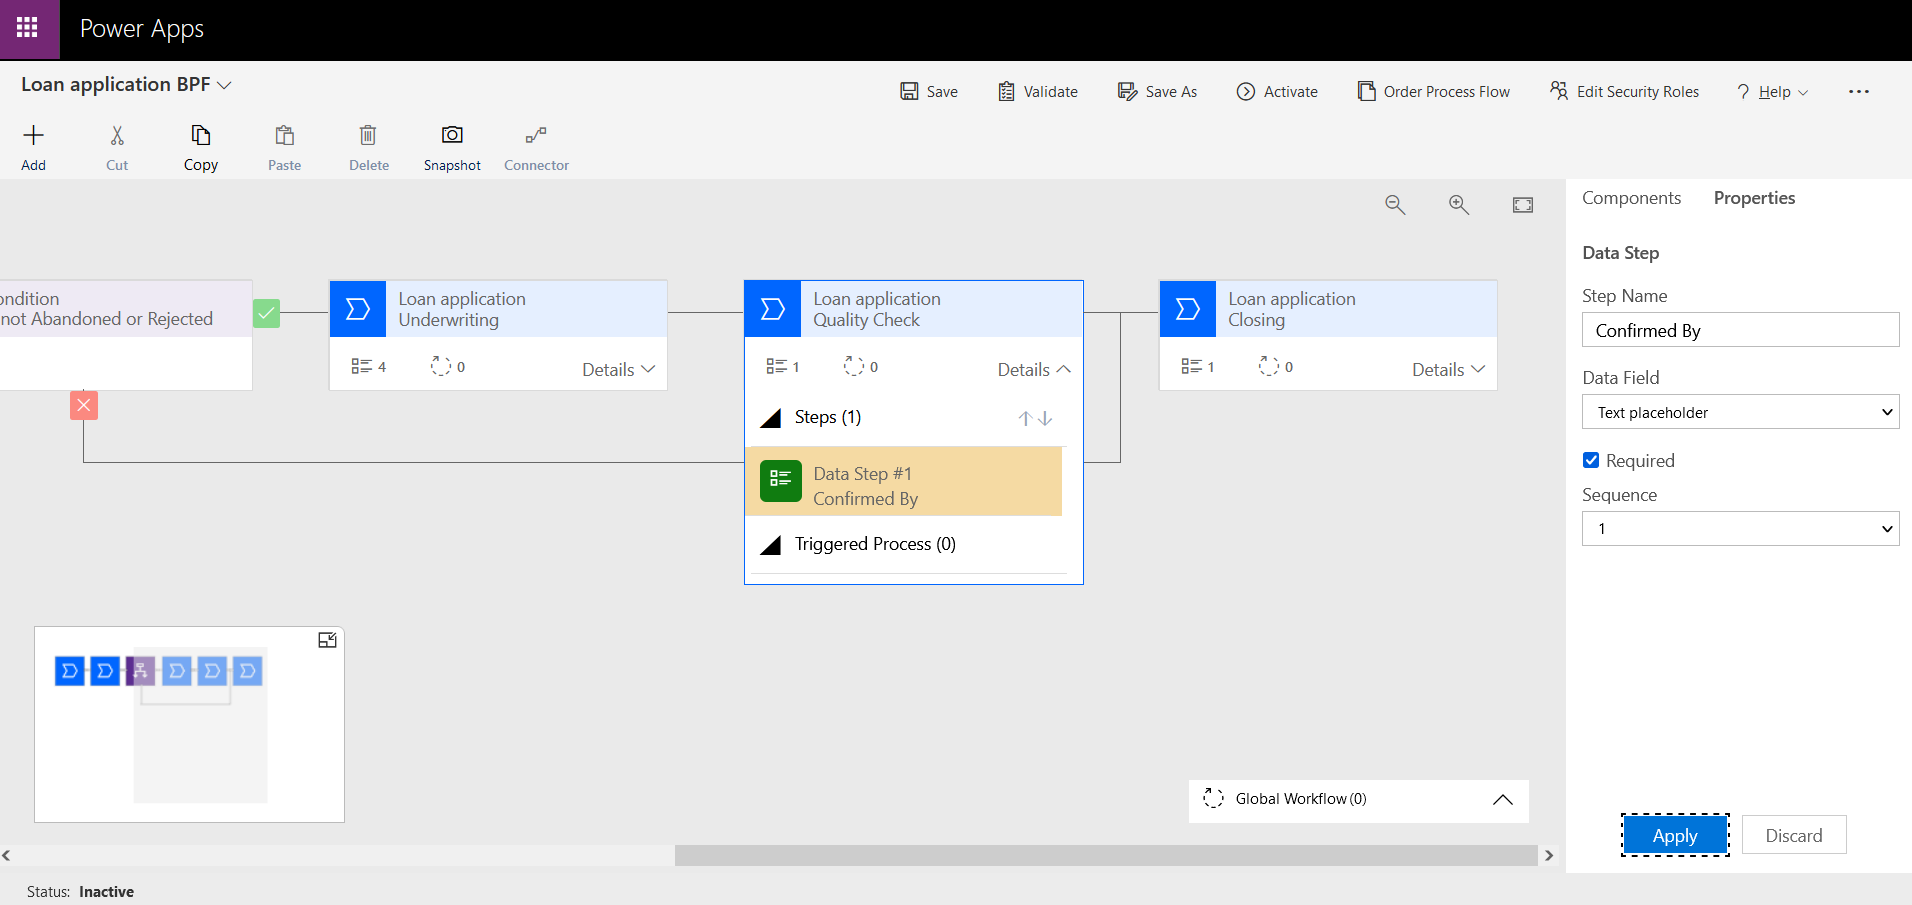 Power Apps
Loan application BPF
Save
Validate
Save As
Activate
Order Process Flow
Edit Security Roles
? Help
...
Add
Cut
Copy
Paste
Delete
Snapshot
Connector
Components
Properties
ondition
not Abandoned or Rejected
Loan application
Underwriting
4
0
Details
Loan application
Quality Check
1
0
Details
Steps (1)
Data Step #1
Confirmed By
Triggered Process (0)
Loan application
Closing
1
0
Details
Global Workflow (0)
Data Step
Step Name
Confirmed By
Data Field
Text placeholder
Required
Sequence
1
Apply
Discard
Status: Inactive